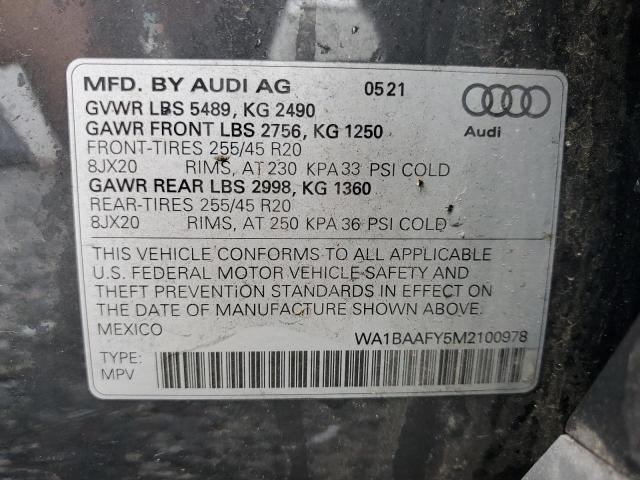 MFD. BY AUDI AG 05 21
GVWR LBS 5489, KG 2490
GAWR FRONT LBS 2756, KG 1250
FRONT-TIRES 255/45 R20
8JX20 RIMS, AT 230 KPA 33 PSI COLD
GAWR REAR LBS 2998, KG 1360
REAR-TIRES 255/45 R20
8JX20 RIMS, AT 250 KPA 36 PSI COLD
Audi
THIS VEHICLE CONFORMS TO ALL APPLICABLE
U.S. FEDERAL MOTOR VEHICLE SAFETY AND
THEFT PREVENTION STANDARDS IN EFFECT ON
THE DATE OF MANUFACTURE SHOWN ABOVE.
MEXICO
WA1BAAFY5M2100978
TYPE:
MPV